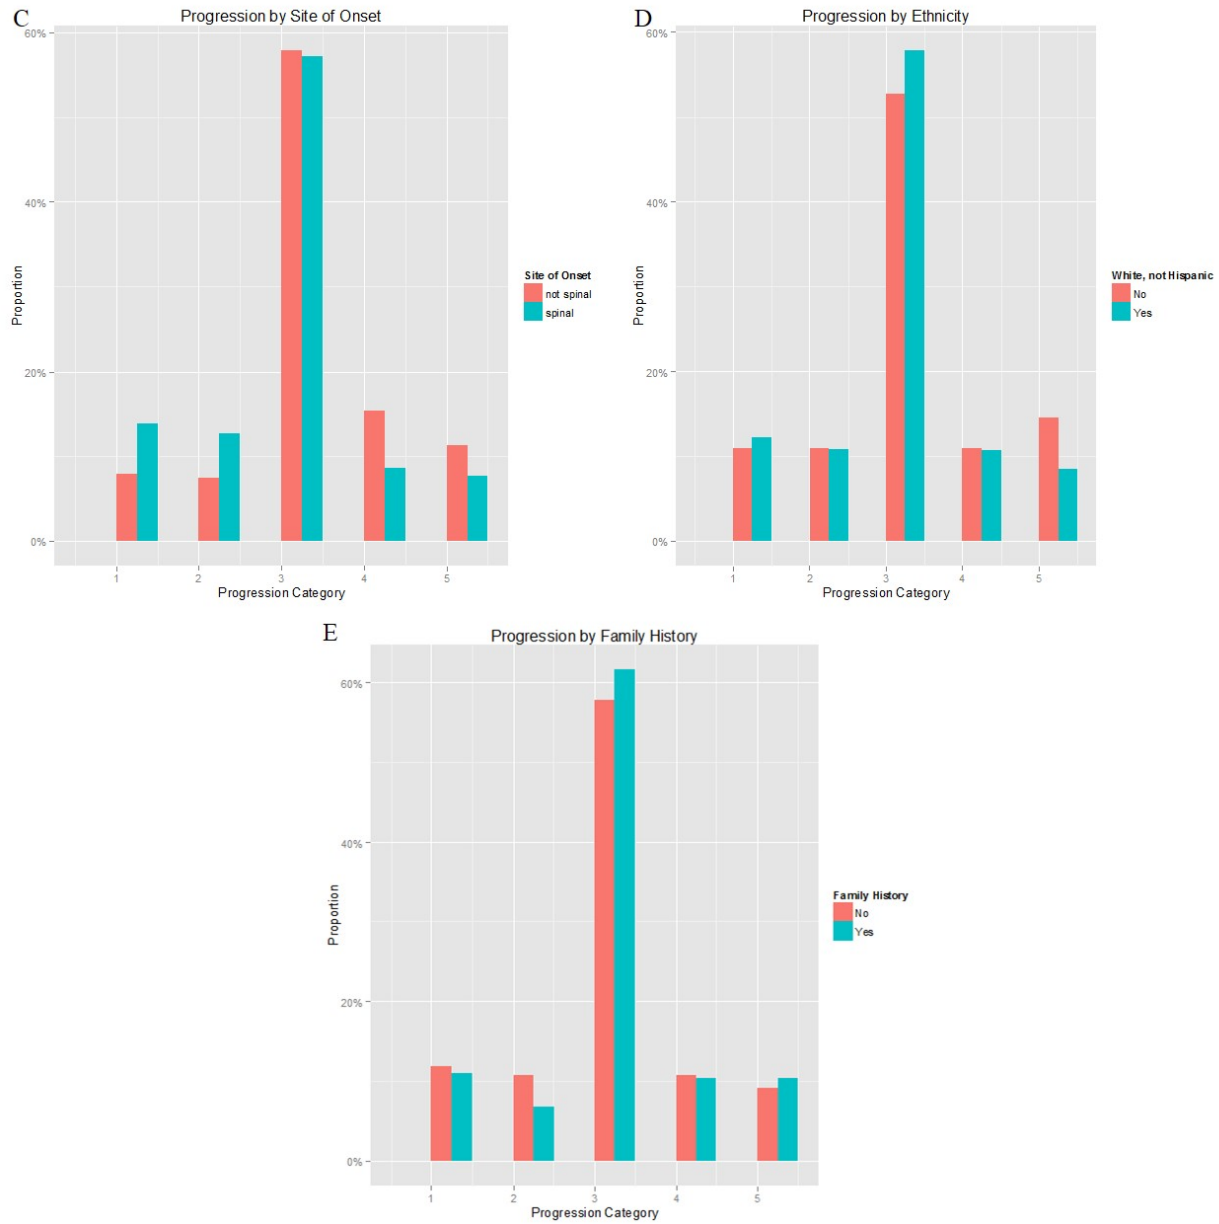 C
Progression by Site of Onset
60%
40%
20%
0%
Proportion
1 2 3 4 5
Progression Category
Site of Onset
not spinal
spinal
D
Progression by Ethnicity
60%
40%
20%
0%
Proportion
1 2 3 4 5
Progression Category
White, not Hispanic
No
Yes
E
Progression by Family History
60%
40%
20%
0%
Proportion
1 2 3 4 5
Progression Category
Family History
No
Yes